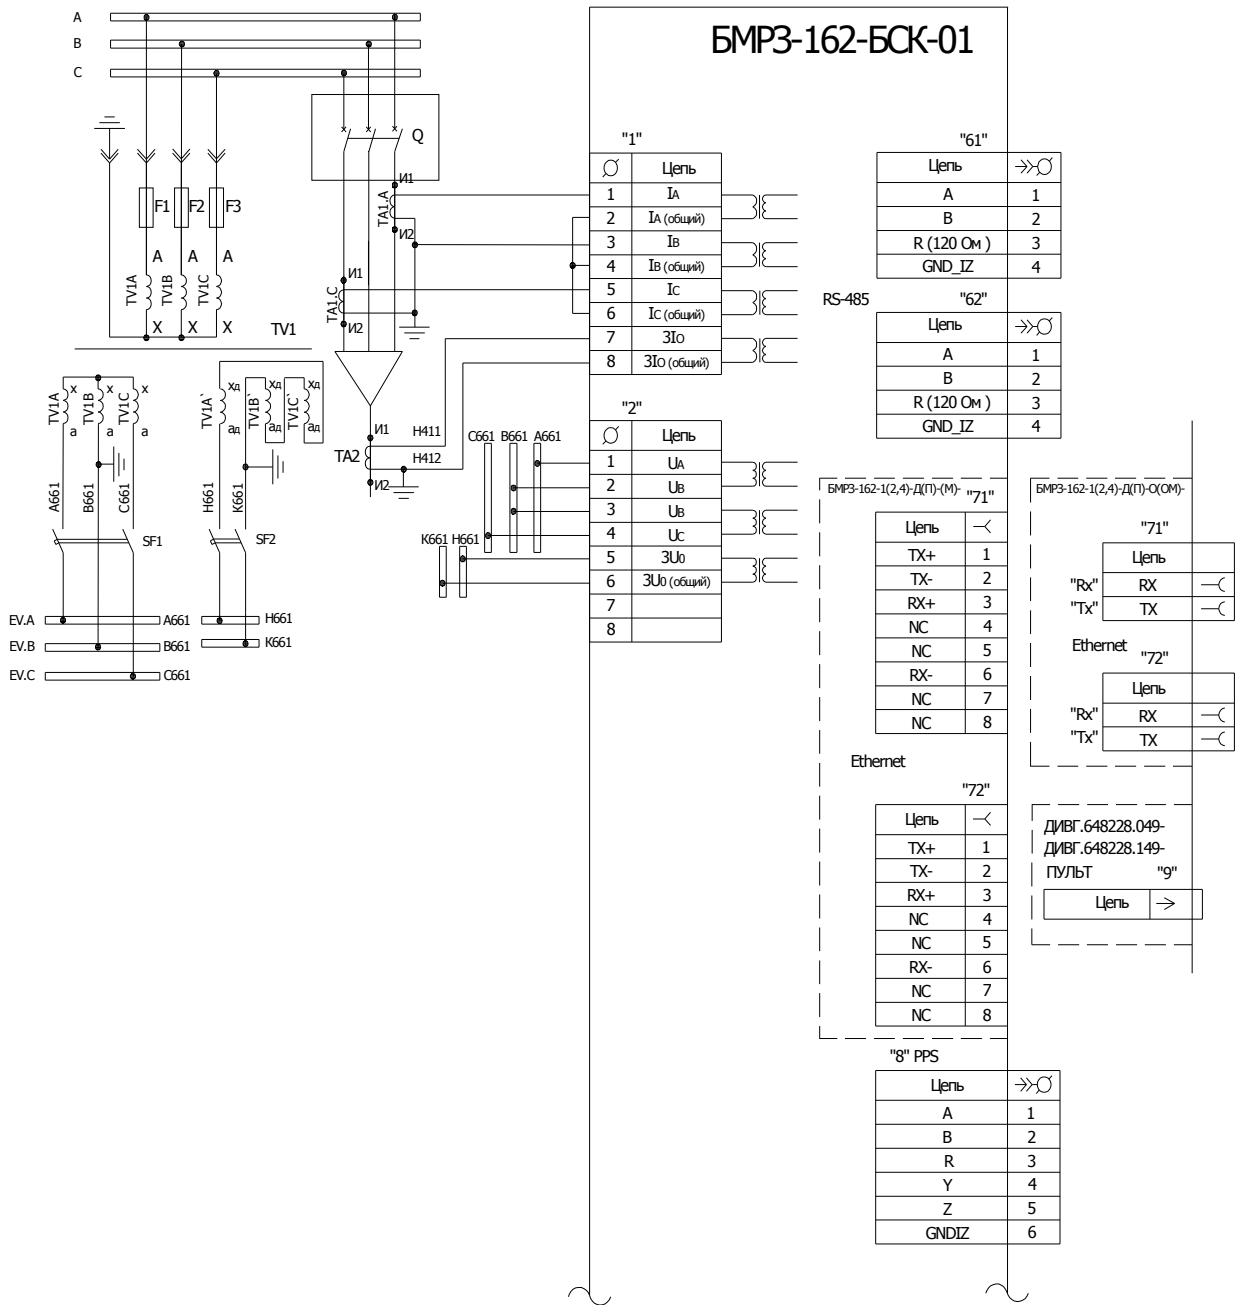 БМРЗ-162-БСК-01
A
B
C
Q
И1
TA1.A
И2
И1
TA1.C
И2
F1 F2 F3
A A A
TV1A TV1B TV1C
X X X
TV1
TV1A TV1B TV1C
x x x
a a a
TV1A` TV1B` TV1C`
хд хд хд
ад ад ад
A661 B661 C661
H661 K661
SF1
SF2
EV.A A661
EV.B B661
EV.C C661
H661
K661
И1
TA2
И2
H411
H412
C661 B661 A661
K661 H661
"1"
Цепь
1 IA
2 IA (общий)
3 IB
4 IB (общий)
5 IC
6 IC (общий)
7 3IO
8 3IO (общий)
"2"
Цепь
1 UA
2 UB
3 UB
4 UC
5 3U0
6 3U0 (общий)
7
8
"61"
Цепь
A 1
B 2
R (120 Ом ) 3
GND_IZ 4
RS-485
"62"
Цепь
A 1
B 2
R (120 Ом ) 3
GND_IZ 4
БМРЗ-162-1(2,4)-Д(П)-(М)-
"71"
Цепь
TX+ 1
TX- 2
RX+ 3
NC 4
NC 5
RX- 6
NC 7
NC 8
Ethernet
"72"
Цепь
TX+ 1
TX- 2
RX+ 3
NC 4
NC 5
RX- 6
NC 7
NC 8
"8" PPS
Цепь
A 1
B 2
R 3
Y 4
Z 5
GNDIZ 6
БМРЗ-162-1(2,4)-Д(П)-О(ОМ)-
"71"
Цепь
"Rx" RX
"Tx" TX
Ethernet
"72"
Цепь
"Rx" RX
"Tx" TX
ДИВГ.648228.049-
ДИВГ.648228.149-
ПУЛЬТ "9"
Цепь